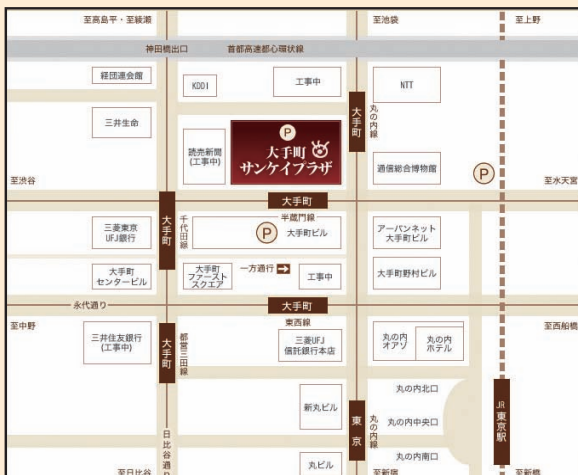 至高島平・至綾瀬
至池袋
至上野
神田橋出口
首都高速都心環状線
経団連会館
KDDI
工事中
NTT
三井生命
大手町
丸の内線
読売新聞
(工事中)
P
大手町
サンケイプラザ
通信総合博物館
P
至渋谷
至水天宮
大手町
大手町
千代田線
半蔵門線
三菱東京
UFJ銀行
P
大手町ビル
アーバンネット
大手町ビル
大手町
センタービル
大手町
ファースト
スクエア
一方通行
工事中
大手町野村ビル
永代通り
大手町
至中野
東西線
至西船橋
三井住友銀行
(工事中)
大手町
都営三田線
三菱UFJ
信託銀行本店
丸の内
オアゾ
丸の内
ホテル
新丸ビル
東京
丸の内線
丸の内北口
丸の内中央口
丸の内南口
JR東京駅
日比谷通り
至日比谷
丸ビル
至新宿
至新橋